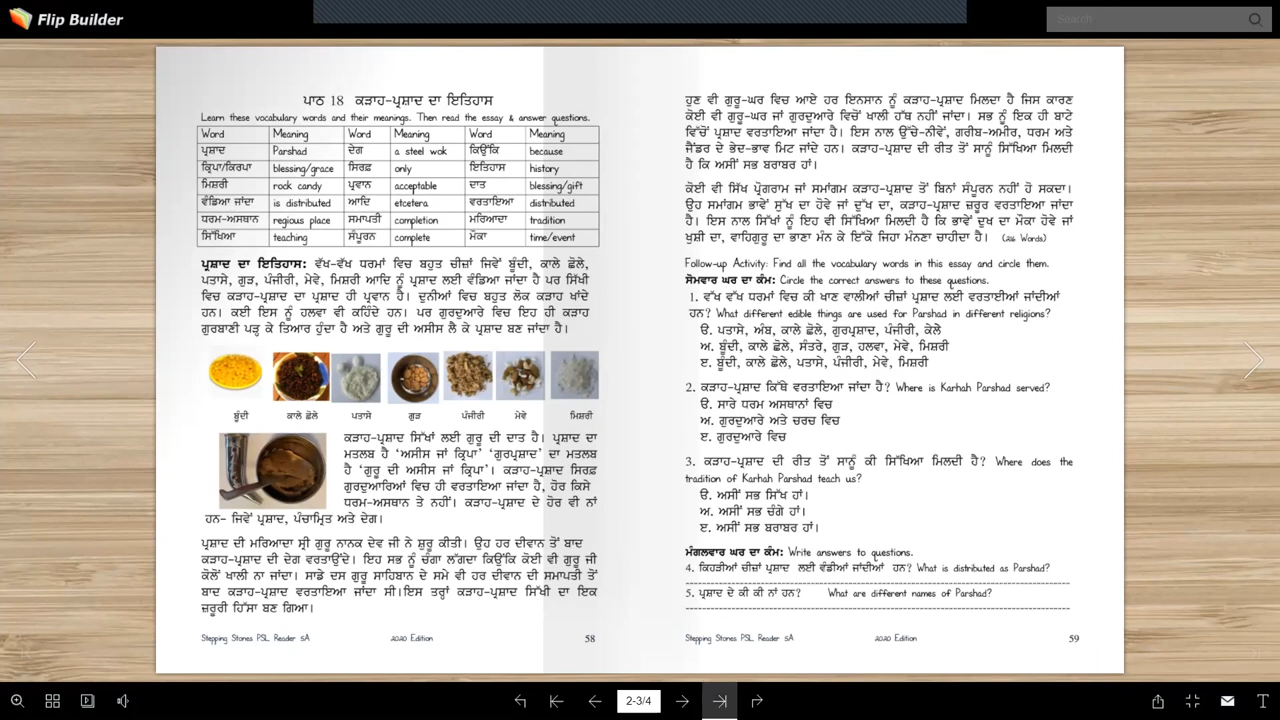 Flip Builder
Search
ਪਾਠ 18 ਕੜਾਹ-ਪ੍ਰਸ਼ਾਦ ਦਾ ਇਤਿਹਾਸ
Learn these vocabulary words and their meanings. Then read the essay & answer questions.
Word Meaning Word Meaning ਵਰਡ Meaning
ਪ੍ਰਸ਼ਾਦ Parshad ਦੇਗ a steel wok ਕਿਉਂਕਿ because
ਕ੍ਰਿਪਾ/ਕਿਰਪਾ blessing/grace ਸਿਰਫ਼ only ਇਤਿਹਾਸ history
ਮਿਸ਼ਰੀ rock candy ਪ੍ਰਵਾਨ acceptable ਦਾਤ blessing/gift
ਵੰਡਿਆ ਜਾਂਦਾ is distributed ਆਦਿ etcetera ਵਰਤਾਇਆ distributed
ਧਰਮ-ਅਸਥਾਨ regious place ਸਮਾਪਤੀ completion ਮਰਿਆਦਾ tradition
ਸਿੱਖਿਆ teaching ਸੰਪੂਰਨ complete ਮੌਕਾ time/event
ਪ੍ਰਸ਼ਾਦ ਦਾ ਇਤਿਹਾਸ: ਵੱਖ-ਵੱਖ ਧਰਮਾਂ ਵਿਚ ਬਹੁਤ ਚੀਜ਼ਾਂ ਜਿਵੇਂ ਬੂੰਦੀ, ਕਾਲੇ ਛੋਲੇ,
ਪਤਾਸੇ, ਗੁੜ, ਪੰਜੀਰੀ, ਮੇਵੇ, ਮਿਸ਼ਰੀ ਆਦਿ ਨੂੰ ਪ੍ਰਸ਼ਾਦ ਲਈ ਵੰਡਿਆ ਜਾਂਦਾ ਹੈ ਪਰ ਸਿੱਖੀ
ਵਿਚ ਕੜਾਹ-ਪ੍ਰਸ਼ਾਦ ਦਾ ਪ੍ਰਸ਼ਾਦ ਹੀ ਪ੍ਰਵਾਨ ਹੈ। ਦੁਨੀਆਂ ਵਿਚ ਬਹੁਤ ਲੋਕ ਕੜਾਹ ਖਾਂਦੇ
ਹਨ। ਕਈ ਇਸ ਨੂੰ ਹਲਵਾ ਵੀ ਕਹਿੰਦੇ ਹਨ। ਪਰ ਗੁਰਦੁਆਰੇ ਵਿਚ ਇਹ ਹੀ ਕੜਾਹ
ਗੁਰਬਾਣੀ ਪੜ੍ਹ ਕੇ ਤਿਆਰ ਹੁੰਦਾ ਹੈ ਅਤੇ ਗੁਰੂ ਦੀ ਅਸੀਸ ਲੈ ਕੇ ਪ੍ਰਸ਼ਾਦ ਬਣ ਜਾਂਦਾ ਹੈ।
ਬੂੰਦੀ ਕਾਲੇ ਛੋਲੇ ਪਤਾਸੇ ਗੁੜ ਪੰਜੀਰੀ ਮੇਵੇ ਮਿਸ਼ਰੀ
ਕੜਾਹ-ਪ੍ਰਸ਼ਾਦ ਸਿੱਖਾਂ ਲਈ ਗੁਰੂ ਦੀ ਦਾਤ ਹੈ। ਪ੍ਰਸ਼ਾਦ ਦਾ
ਮਤਲਬ ਹੈ 'ਅਸੀਸ ਜਾਂ ਕ੍ਰਿਪਾ' 'ਗੁਰਪ੍ਰਸ਼ਾਦ' ਦਾ ਮਤਲਬ
ਹੈ 'ਗੁਰੂ ਦੀ ਅਸੀਸ ਜਾਂ ਕ੍ਰਿਪਾ'। ਕੜਾਹ-ਪ੍ਰਸ਼ਾਦ ਸਿਰਫ਼
ਗੁਰਦੁਆਰਿਆਂ ਵਿਚ ਹੀ ਵਰਤਾਇਆ ਜਾਂਦਾ ਹੈ, ਹੋਰ ਕਿਸੇ
ਧਰਮ-ਅਸਥਾਨ ਤੇ ਨਹੀਂ। ਕੜਾਹ-ਪ੍ਰਸ਼ਾਦ ਦੇ ਹੋਰ ਵੀ ਨਾਂ
ਹਨ- ਜਿਵੇਂ ਪ੍ਰਸ਼ਾਦ, ਪੰਚਾਮ੍ਰਿਤ ਅਤੇ ਦੇਗ।
ਪ੍ਰਸ਼ਾਦ ਦੀ ਮਰਿਆਦਾ ਸ੍ਰੀ ਗੁਰੂ ਨਾਨਕ ਦੇਵ ਜੀ ਨੇ ਸ਼ੁਰੂ ਕੀਤੀ। ਉਹ ਹਰ ਦੀਵਾਨ ਤੋਂ ਬਾਦ
ਕੜਾਹ-ਪ੍ਰਸ਼ਾਦ ਦੀ ਦੇਗ ਵਰਤਾਉਂਦੇ। ਇਹ ਸਭ ਨੂੰ ਚੰਗਾ ਲੱਗਦਾ ਕਿਉਂਕਿ ਕੋਈ ਵੀ ਗੁਰੂ ਜੀ
ਕੋਲੋਂ ਖਾਲੀ ਨਾ ਜਾਂਦਾ। ਸਾਡੇ ਦਸ ਗੁਰੂ ਸਾਹਿਬਾਨ ਦੇ ਸਮੇ ਵੀ ਹਰ ਦੀਵਾਨ ਦੀ ਸਮਾਪਤੀ ਤੋਂ
ਬਾਦ ਕੜਾਹ-ਪ੍ਰਸ਼ਾਦ ਵਰਤਾਇਆ ਜਾਂਦਾ ਸੀ।ਇਸ ਤਰ੍ਹਾਂ ਕੜਾਹ-ਪ੍ਰਸ਼ਾਦ ਸਿੱਖੀ ਦਾ ਇਕ
ਜ਼ਰੂਰੀ ਹਿੱਸਾ ਬਣ ਗਿਆ।
Stepping Stones PSL Reader 5A 2020 Edition 58
ਹੁਣ ਵੀ ਗੁਰੂ-ਘਰ ਵਿਚ ਆਏ ਹਰ ਇਨਸਾਨ ਨੂੰ ਕੜਾਹ-ਪ੍ਰਸ਼ਾਦ ਮਿਲਦਾ ਹੈ ਜਿਸ ਕਾਰਣ
ਕੋਈ ਵੀ ਗੁਰੂ-ਘਰ ਜਾਂ ਗੁਰਦੁਆਰੇ ਵਿਚੋਂ ਖਾਲੀ ਹੱਥ ਨਹੀਂ ਜਾਂਦਾ। ਸਭ ਨੂੰ ਇਕ ਹੀ ਬਾਟੇ
ਵਿੱਚੋਂ ਪ੍ਰਸ਼ਾਦ ਵਰਤਾਇਆ ਜਾਂਦਾ ਹੈ। ਇਸ ਨਾਲ ਉੱਚੇ-ਨੀਵੇਂ, ਗਰੀਬ-ਅਮੀਰ, ਧਰਮ ਅਤੇ
ਜੈਂਡਰ ਦੇ ਭੇਦ-ਭਾਵ ਮਿਟ ਜਾਂਦੇ ਹਨ। ਕੜਾਹ-ਪ੍ਰਸ਼ਾਦ ਦੀ ਰੀਤ ਤੋਂ ਸਾਨੂੰ ਸਿੱਖਿਆ ਮਿਲਦੀ
ਹੈ ਕਿ ਅਸੀਂ ਸਭ ਬਰਾਬਰ ਹਾਂ।
ਕੋਈ ਵੀ ਸਿੱਖ ਪ੍ਰੋਗਰਾਮ ਜਾਂ ਸਮਾਂਗਮ ਕੜਾਹ-ਪ੍ਰਸ਼ਾਦ ਤੋਂ ਬਿਨਾਂ ਸੰਪੂਰਨ ਨਹੀਂ ਹੋ ਸਕਦਾ।
ਉਹ ਸਮਾਂਗਮ ਭਾਵੇਂ ਸੁੱਖ ਦਾ ਹੋਵੇ ਜਾਂ ਦੁੱਖ ਦਾ, ਕੜਾਹ-ਪ੍ਰਸ਼ਾਦ ਜ਼ਰੂਰ ਵਰਤਾਇਆ ਜਾਂਦਾ
ਹੈ। ਇਸ ਨਾਲ ਸਿੱਖਾਂ ਨੂੰ ਇਹ ਵੀ ਸਿੱਖਿਆ ਮਿਲਦੀ ਹੈ ਕਿ ਭਾਵੇਂ ਦੁਖ ਦਾ ਮੌਕਾ ਹੋਵੇ ਜਾਂ
ਖੁਸ਼ੀ ਦਾ, ਵਾਹਿਗੁਰੂ ਦਾ ਭਾਣਾ ਮੰਨ ਕੇ ਇੱਕੋ ਜਿਹਾ ਮੰਨਣਾ ਚਾਹੀਦਾ ਹੈ। (216 Words)
Follow-up Activity: Find all the vocabulary words in this essay and circle them.
ਸੋਮਵਾਰ ਘਰ ਦਾ ਕੰਮ: Circle the correct answers to these questions.
1. ਵੱਖ ਵੱਖ ਧਰਮਾਂ ਵਿਚ ਕੀ ਖਾਣ ਵਾਲੀਆਂ ਚੀਜ਼ਾਂ ਪ੍ਰਸ਼ਾਦ ਲਈ ਵਰਤਾਈਆਂ ਜਾਂਦੀਆਂ
ਹਨ? What different edible things are used for Parshad in different religions?
ੳ. ਪਤਾਸੇ, ਅੰਬ, ਕਾਲੇ ਛੋਲੇ, ਗੁਰਪ੍ਰਸ਼ਾਦ, ਪੰਜੀਰੀ, ਕੇਲੇ
ਅ. ਬੂੰਦੀ, ਕਾਲੇ ਛੋਲੇ, ਸੰਤਰੇ, ਗੁੜ, ਹਲਵਾ, ਮੇਵੇ, ਮਿਸ਼ਰੀ
ੲ. ਬੂੰਦੀ, ਕਾਲੇ ਛੋਲੇ, ਪਤਾਸੇ, ਪੰਜੀਰੀ, ਮੇਵੇ, ਮਿਸ਼ਰੀ
2. ਕੜਾਹ-ਪ੍ਰਸ਼ਾਦ ਕਿੱਥੇ ਵਰਤਾਇਆ ਜਾਂਦਾ ਹੈ? Where is Karhah Parshad served?
ੳ. ਸਾਰੇ ਧਰਮ ਅਸਥਾਨਾਂ ਵਿਚ
ਅ. ਗੁਰਦੁਆਰੇ ਅਤੇ ਚਰਚ ਵਿਚ
ੲ. ਗੁਰਦੁਆਰੇ ਵਿਚ
3. ਕੜਾਹ-ਪ੍ਰਸ਼ਾਦ ਦੀ ਰੀਤ ਤੋਂ ਸਾਨੂੰ ਕੀ ਸਿੱਖਿਆ ਮਿਲਦੀ ਹੈ? Where does the
tradition of Karhah Parshad teach us?
ੳ. ਅਸੀਂ ਸਭ ਸਿੱਖ ਹਾਂ।
ਅ. ਅਸੀਂ ਸਭ ਚੰਗੇ ਹਾਂ।
ੲ. ਅਸੀਂ ਸਭ ਬਰਾਬਰ ਹਾਂ।
ਮੰਗਲਵਾਰ ਘਰ ਦਾ ਕੰਮ: Write answers to questions.
4. ਕਿਹੜੀਆਂ ਚੀਜ਼ਾਂ ਪ੍ਰਸ਼ਾਦ ਲਈ ਵੰਡੀਆਂ ਜਾਂਦੀਆਂ ਹਨ? What is distributed as Parshad?
5. ਪ੍ਰਸ਼ਾਦ ਦੇ ਕੀ ਕੀ ਨਾਂ ਹਨ? What are different names of Parshad?
Stepping Stones PSL Reader 5A 2020 Edition 59
2-3/4